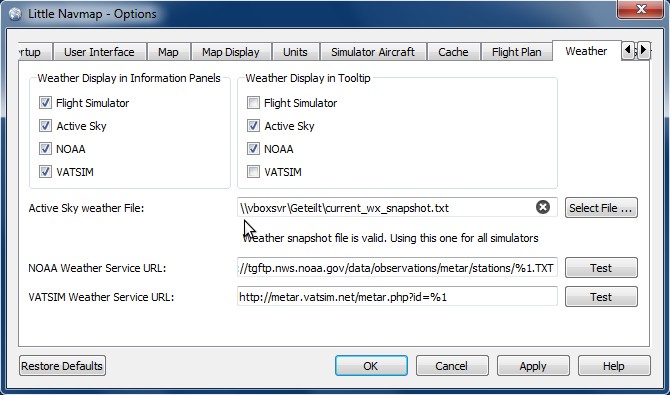 Little Navmap - Options
rtup User Interface Map Map Display Units Simulator Aircraft Cache Flight Plan Weather
Weather Display in Information Panels
Flight Simulator
Active Sky
NOAA
VATSIM
Weather Display in Tooltip
Flight Simulator
Active Sky
NOAA
VATSIM
Active Sky weather File: \\vboxsvr\Geteilt\current_wx_snapshot.txt Select File ...
Weather snapshot file is valid. Using this one for all simulators
NOAA Weather Service URL: ://tgftp.nws.noaa.gov/data/observations/metar/stations/%1.TXT Test
VATSIM Weather Service URL: http://metar.vatsim.net/metar.php?id=%1 Test
Restore Defaults OK Cancel Apply Help